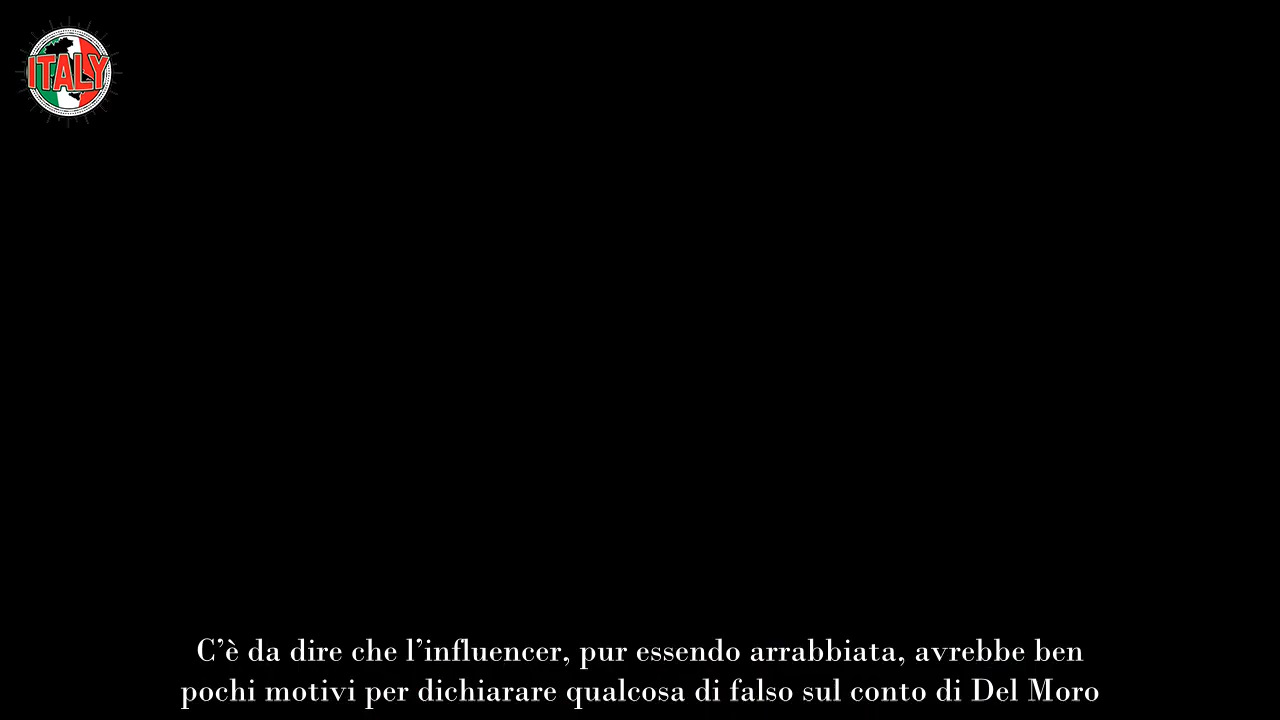 ITALY
C’è da dire che l’influencer, pur essendo arrabbiata, avrebbe ben
pochi motivi per dichiarare qualcosa di falso sul conto di Del Moro